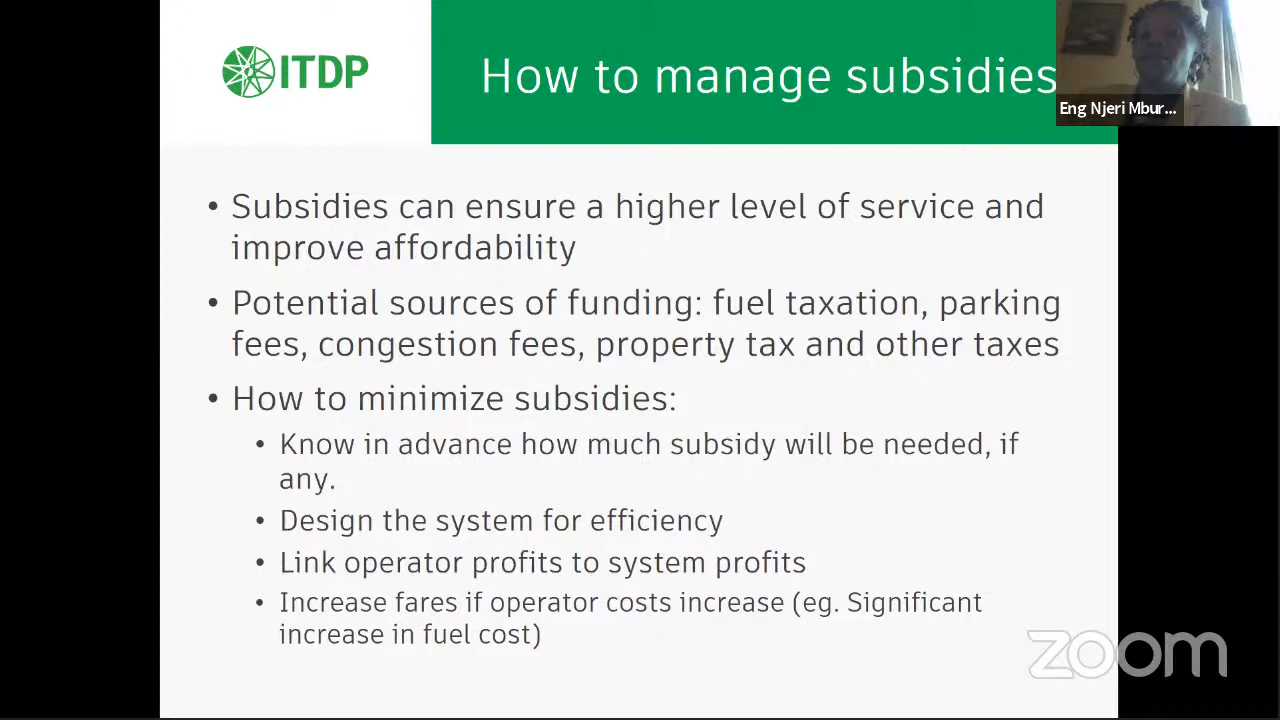 ITDP
How to manage subsidies
Eng Njeri Mbur...
• Subsidies can ensure a higher level of service and
improve affordability
• Potential sources of funding: fuel taxation, parking
fees, congestion fees, property tax and other taxes
• How to minimize subsidies:
• Know in advance how much subsidy will be needed, if
any.
• Design the system for efficiency
• Link operator profits to system profits
• Increase fares if operator costs increase (eg. Significant
increase in fuel cost)
zoom